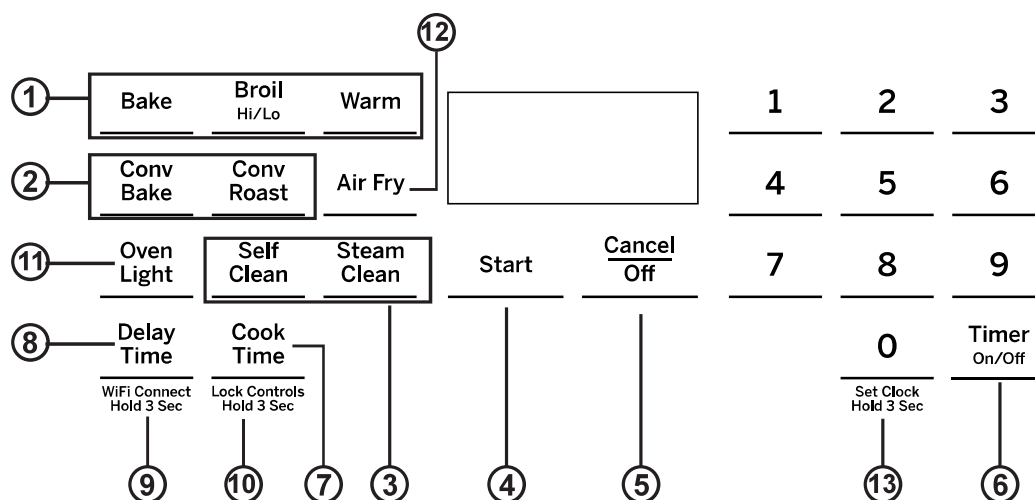 12
1
Bake
Broil
Hi/Lo
Warm
1
2
3
2
Conv
Bake
Conv
Roast
Air Fry
4
5
6
11
Oven
Light
Self
Clean
Steam
Clean
Start
Cancel
Off
7
8
9
8
Delay
Time
Cook
Time
0
Timer
On/Off
WiFi Connect
Hold 3 Sec
Lock Controls
Hold 3 Sec
Set Clock
Hold 3 Sec
9
10
7
3
4
5
13
6